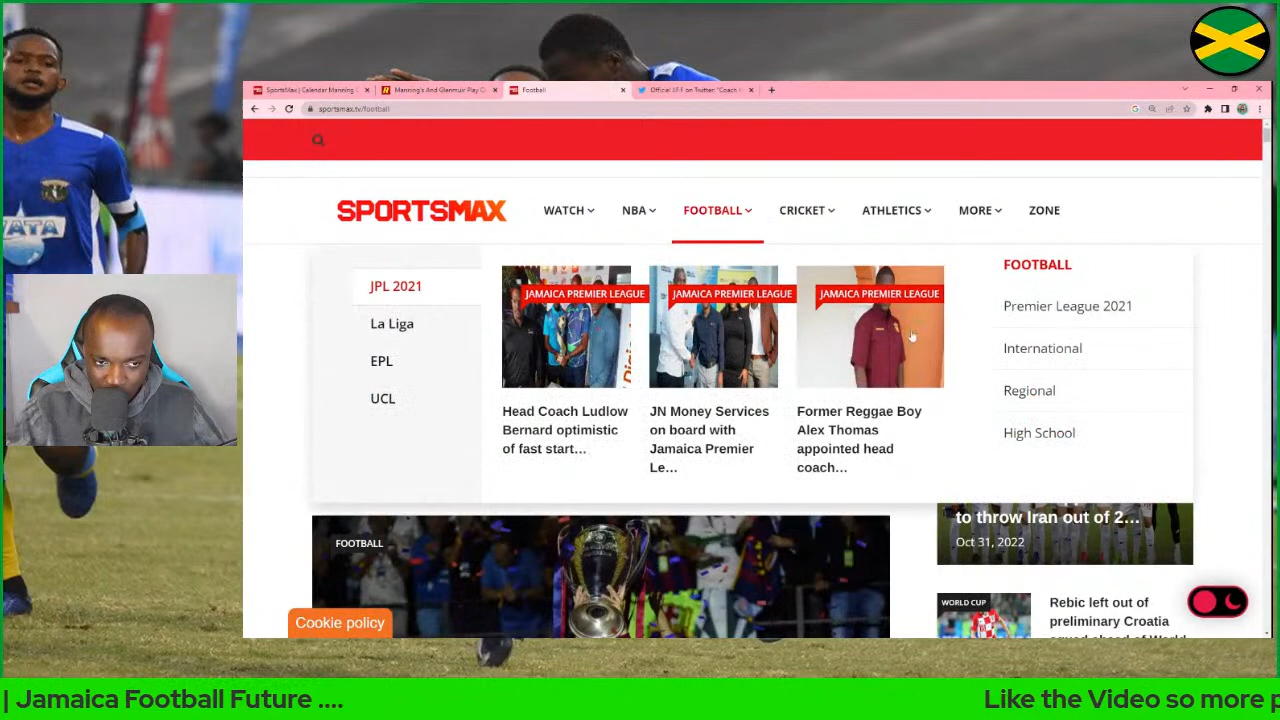 SportsMax | Calendar Manning C
Manning's And Glenmuir Play G
Football
Official J.F.F on Twitter: "Coach
sportsmax.tv/football
SPORTSMAX
WATCH
NBA
FOOTBALL
CRICKET
ATHLETICS
MORE
ZONE
JPL 2021
La Liga
EPL
UCL
JAMAICA PREMIER LEAGUE
Head Coach Ludlow
Bernard optimistic
of fast start...
JAMAICA PREMIER LEAGUE
JN Money Services
on board with
Jamaica Premier
Le...
JAMAICA PREMIER LEAGUE
Former Reggae Boy
Alex Thomas
appointed head
coach...
FOOTBALL
Premier League 2021
International
Regional
High School
FOOTBALL
to throw Iran out of 2...
Oct 31, 2022
WORLD CUP
Rebic left out of
preliminary Croatia
Cookie policy
| Jamaica Football Future ....
Like the Video so more p